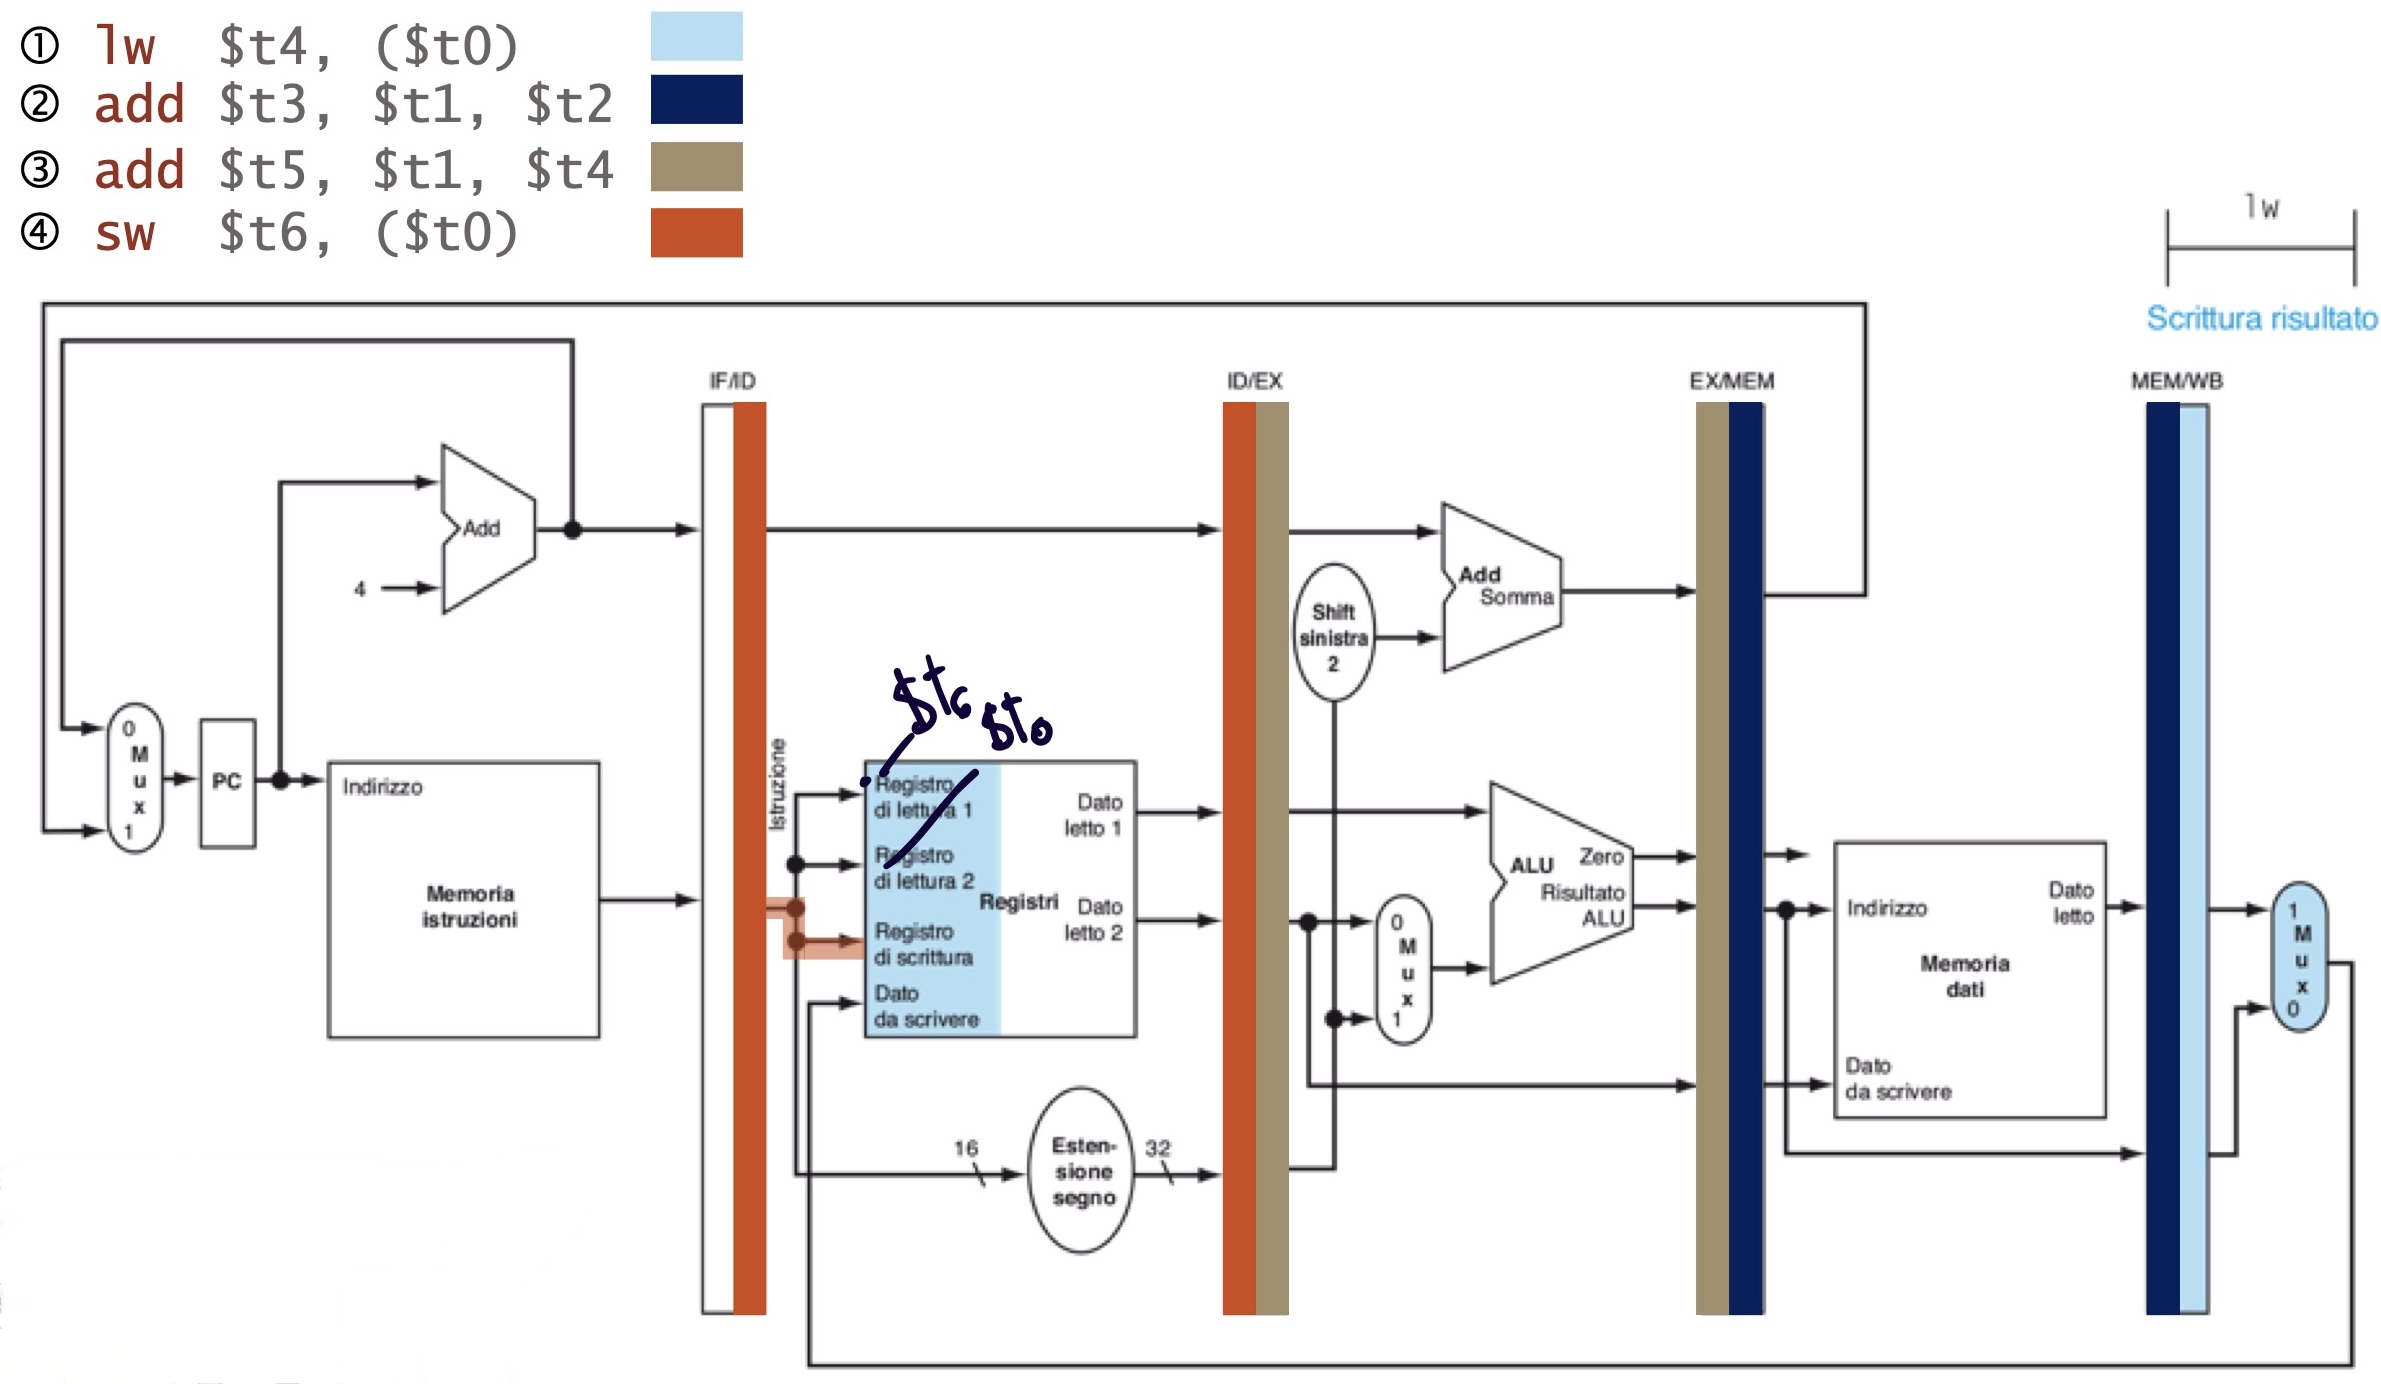 ① lw $t4, ($t0)
② add $t3, $t1, $t2
③ add $t5, $t1, $t4
④ sw $t6, ($t0)
lw
Scrittura risultato
IF/ID
ID/EX
EX/MEM
MEM/WB
Add
4
Add
Somma
Shift
sinistra
2
$t6
$t0
0
M
u
x
1
PC
Indirizzo
Memoria
istruzioni
Istruzione
Registro
di lettura 1
Registro
di lettura 2
Registro
di scrittura
Dato
da scrivere
Registri
Dato
letto 1
Dato
letto 2
16
Esten-
sione
segno
32
0
M
u
x
1
ALU
Zero
Risultato
ALU
Indirizzo
Dato
letto
Memoria
dati
Dato
da scrivere
1
M
u
x
0